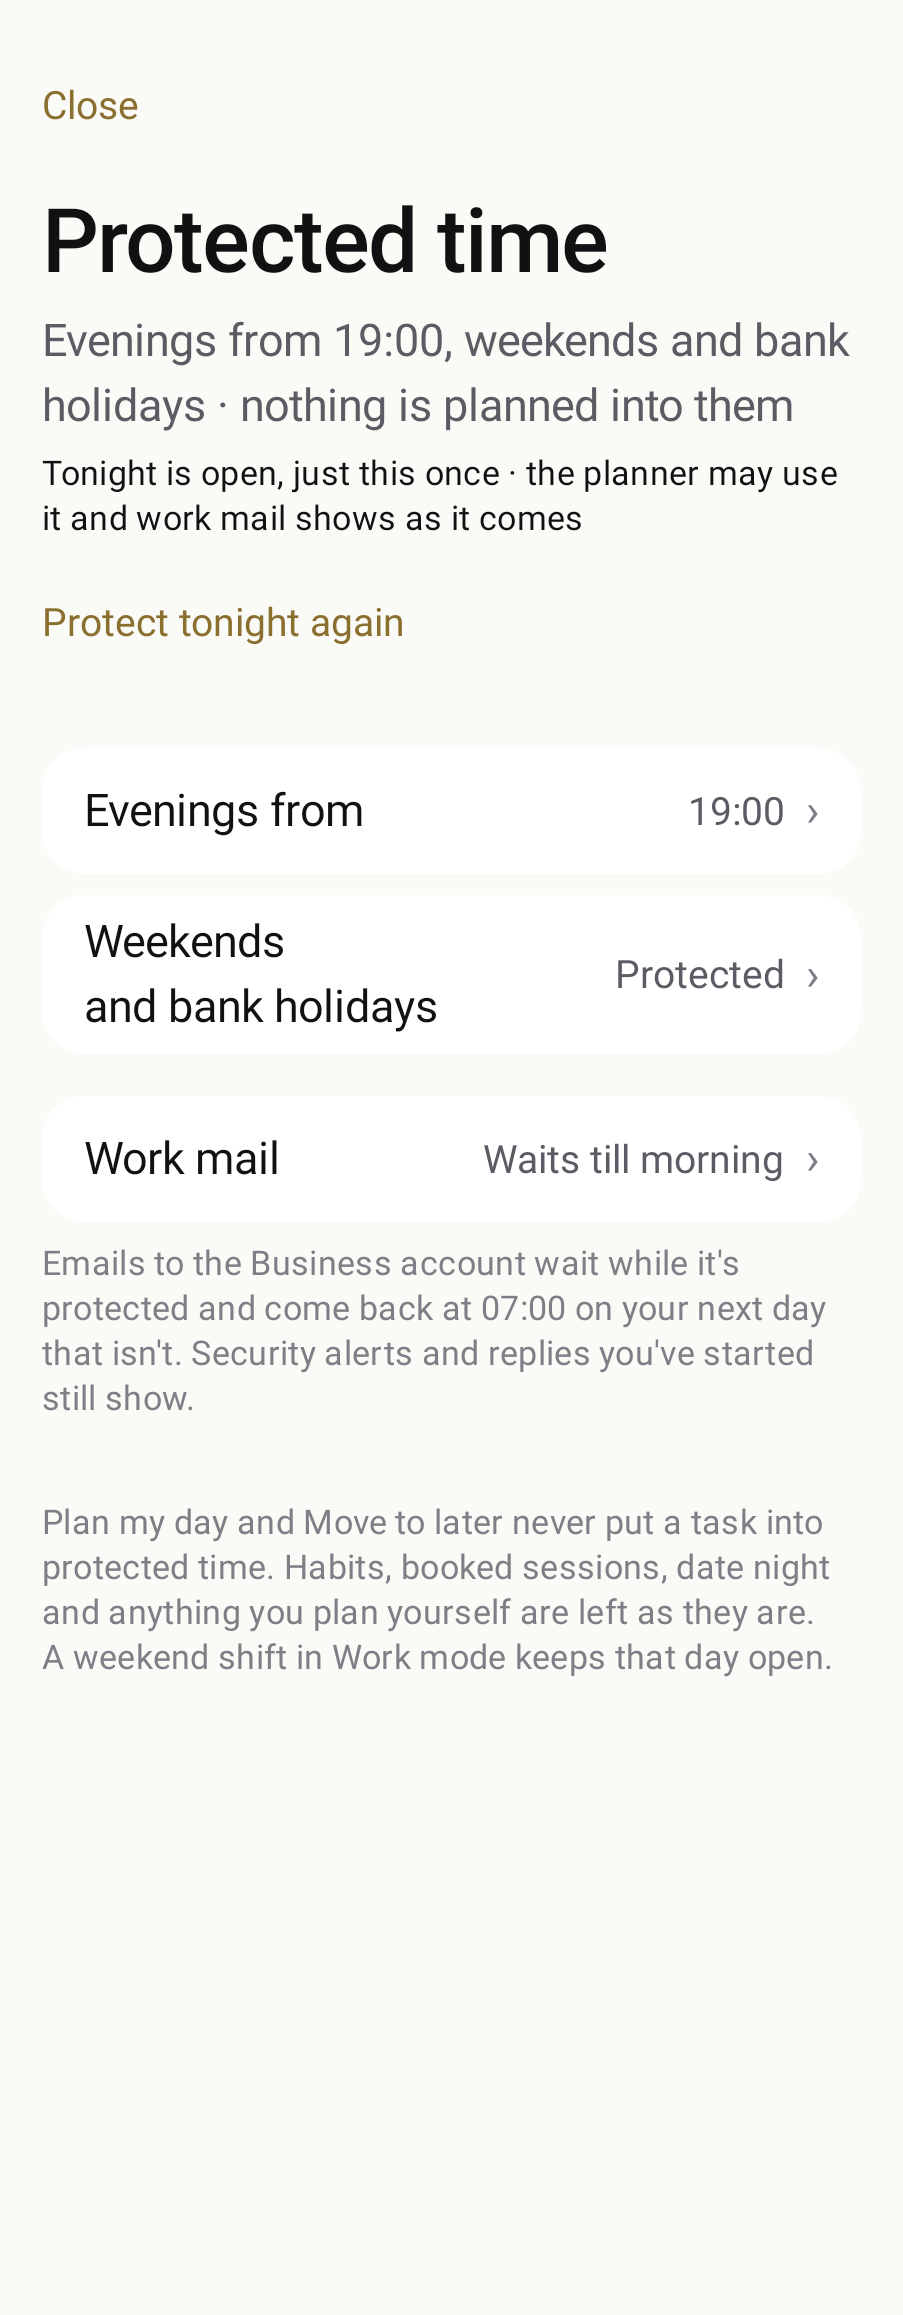 Close
Protected time
Evenings from 19:00, weekends and bank
holidays · nothing is planned into them
Tonight is open, just this once · the planner may use
it and work mail shows as it comes
Protect tonight again
Evenings from 19:00 ›
Weekends
and bank holidays Protected ›
Work mail Waits till morning ›
Emails to the Business account wait while it's
protected and come back at 07:00 on your next day
that isn't. Security alerts and replies you've started
still show.
Plan my day and Move to later never put a task into
protected time. Habits, booked sessions, date night
and anything you plan yourself are left as they are.
A weekend shift in Work mode keeps that day open.